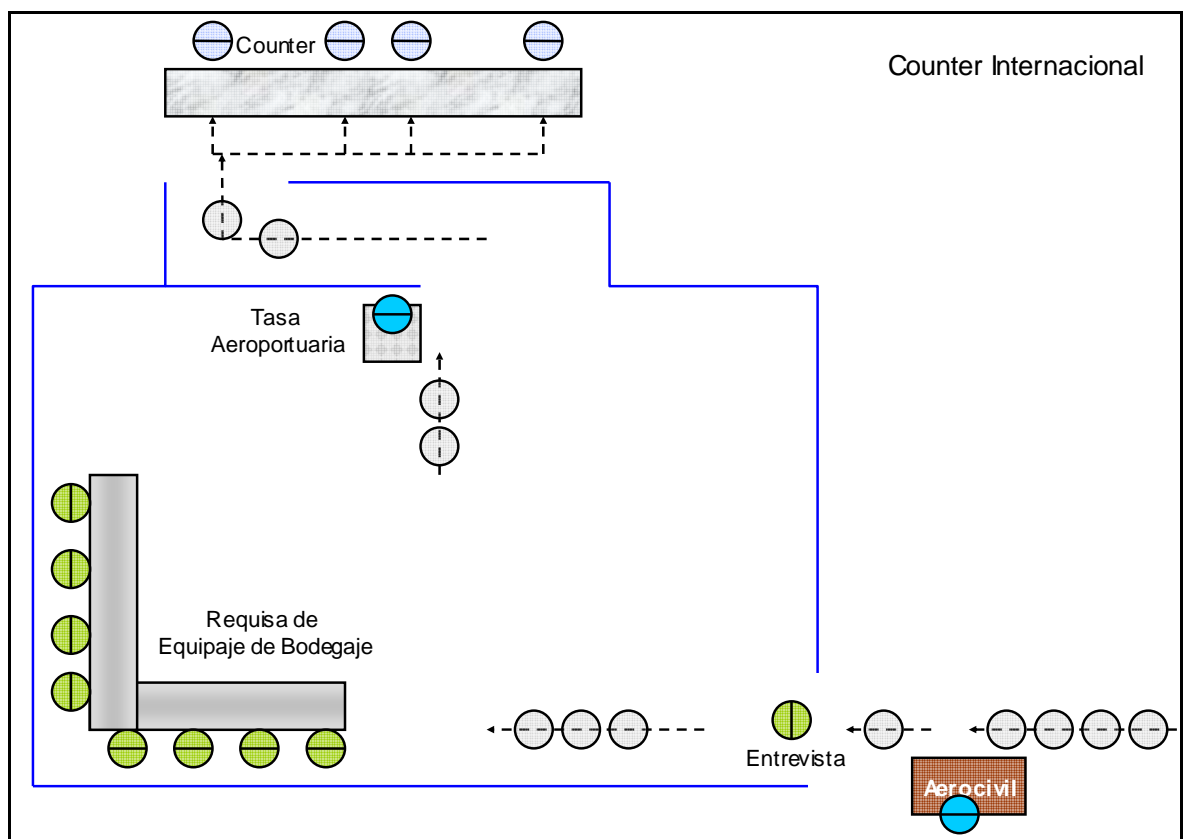 Counter
Counter Internacional
Tasa
Aeroportuaria
Requisa de
Equipaje de Bodegaje
Entrevista
Aerocivil